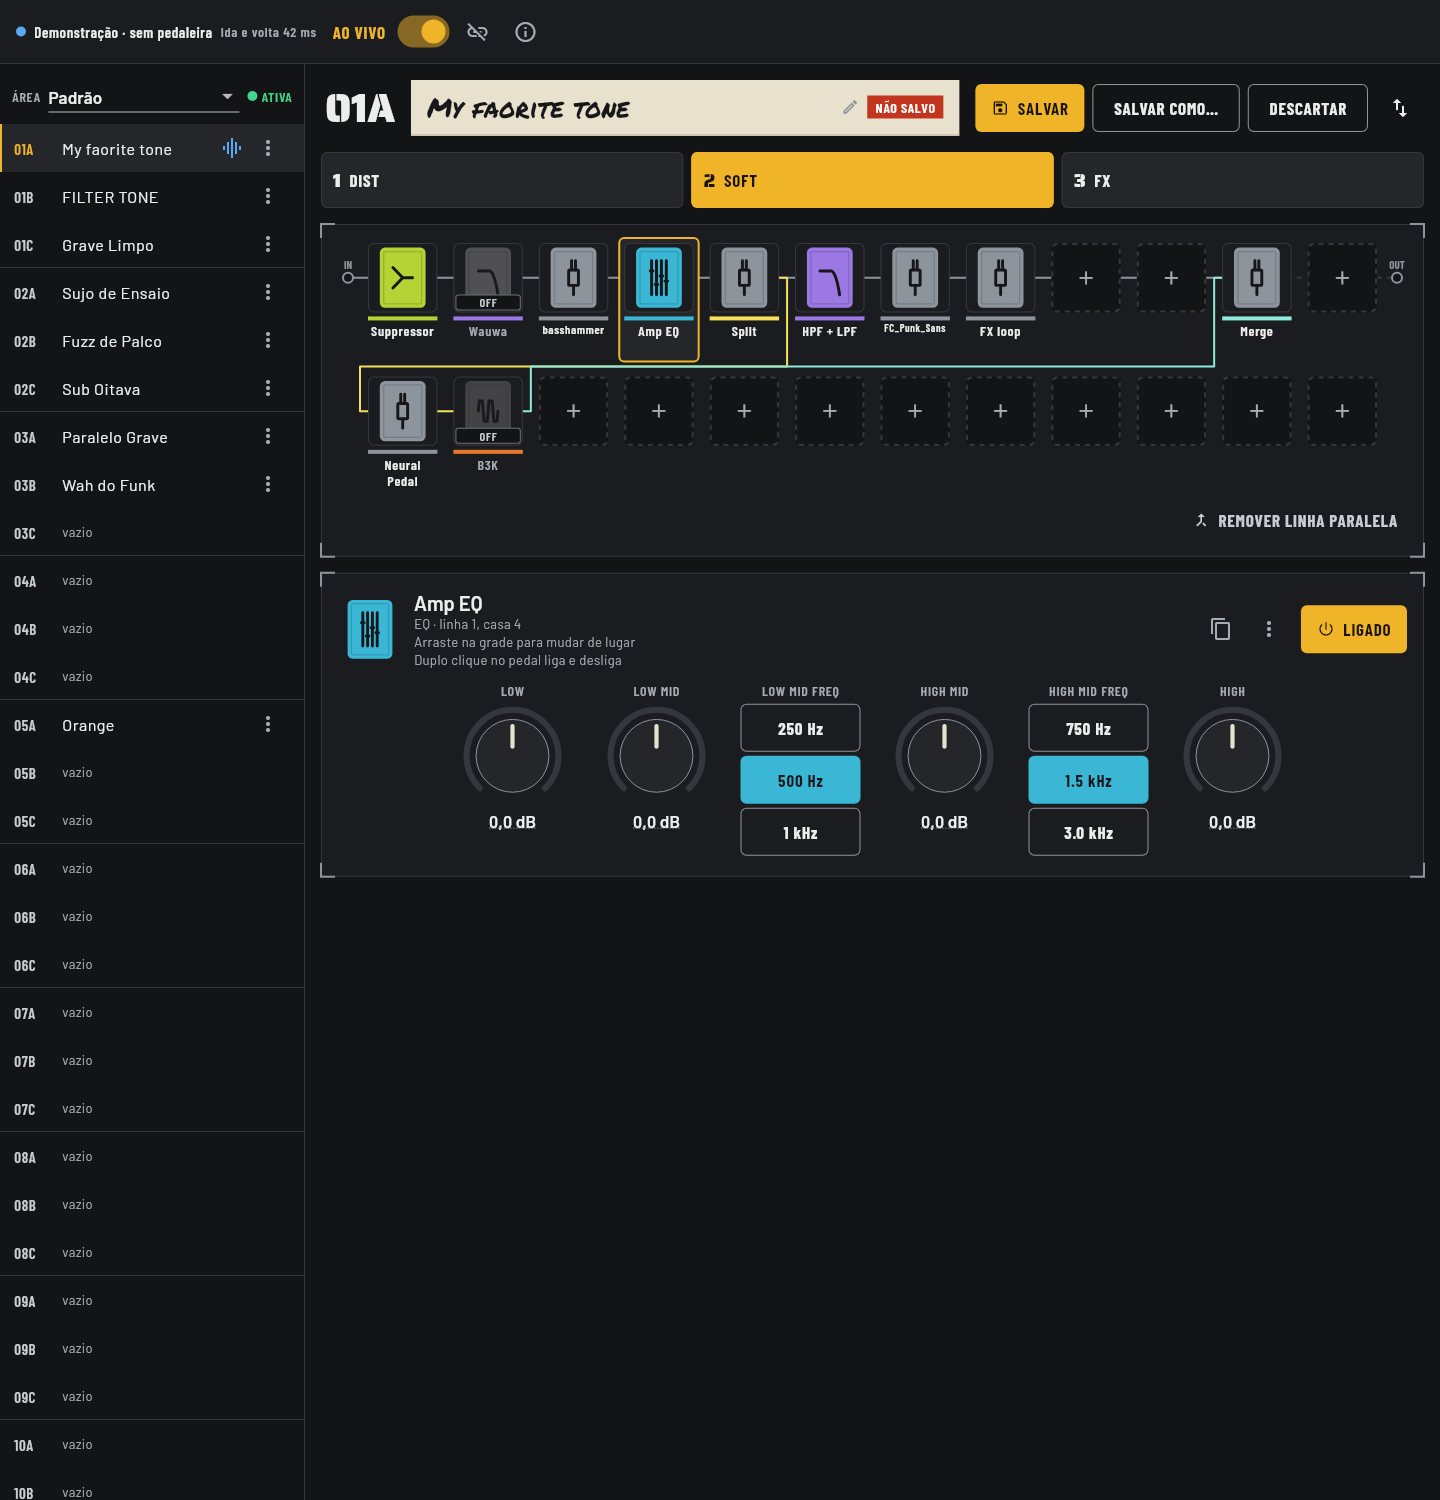 Demonstração · sem pedaleira Ida e volta 42 ms AO VIVO
ÁREA Padrão ATIVA
01A My faorite tone
01B FILTER TONE
01C Grave Limpo
02A Sujo de Ensaio
02B Fuzz de Palco
02C Sub Oitava
03A Paralelo Grave
03B Wah do Funk
03C vazio
04A vazio
04B vazio
04C vazio
05A Orange
05B vazio
05C vazio
06A vazio
06B vazio
06C vazio
07A vazio
07B vazio
07C vazio
08A vazio
08B vazio
08C vazio
09A vazio
09B vazio
09C vazio
10A vazio
10B vazio
01A My faorite tone NÃO SALVO SALVAR SALVAR COMO... DESCARTAR
1 DIST 2 SOFT 3 FX
IN OUT
OFF
Suppressor Wauwa basshammer Amp EQ Split HPF + LPF FC_Punk_Sans FX loop Merge
OFF
Neural Pedal B3K
REMOVER LINHA PARALELA
Amp EQ
EQ · linha 1, casa 4
Arraste na grade para mudar de lugar
Duplo clique no pedal liga e desliga
LIGADO
LOW LOW MID LOW MID FREQ HIGH MID HIGH MID FREQ HIGH
250 Hz 750 Hz
500 Hz 1.5 kHz
0,0 dB 0,0 dB 1 kHz 0,0 dB 3.0 kHz 0,0 dB